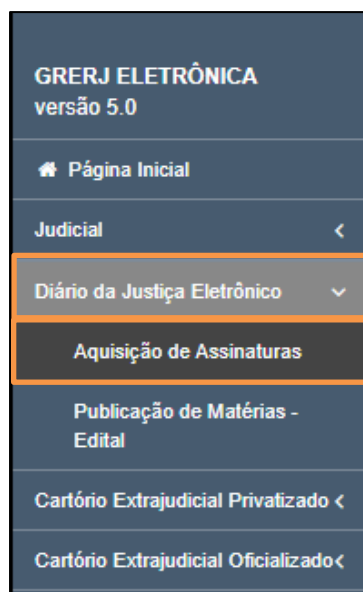 GRERJ ELETRÔNICA
versão 5.0
Página Inicial
Judicial
Diário da Justiça Eletrônico
Aquisição de Assinaturas
Publicação de Matérias -
Edital
Cartório Extrajudicial Privatizado
Cartório Extrajudicial Oficializado